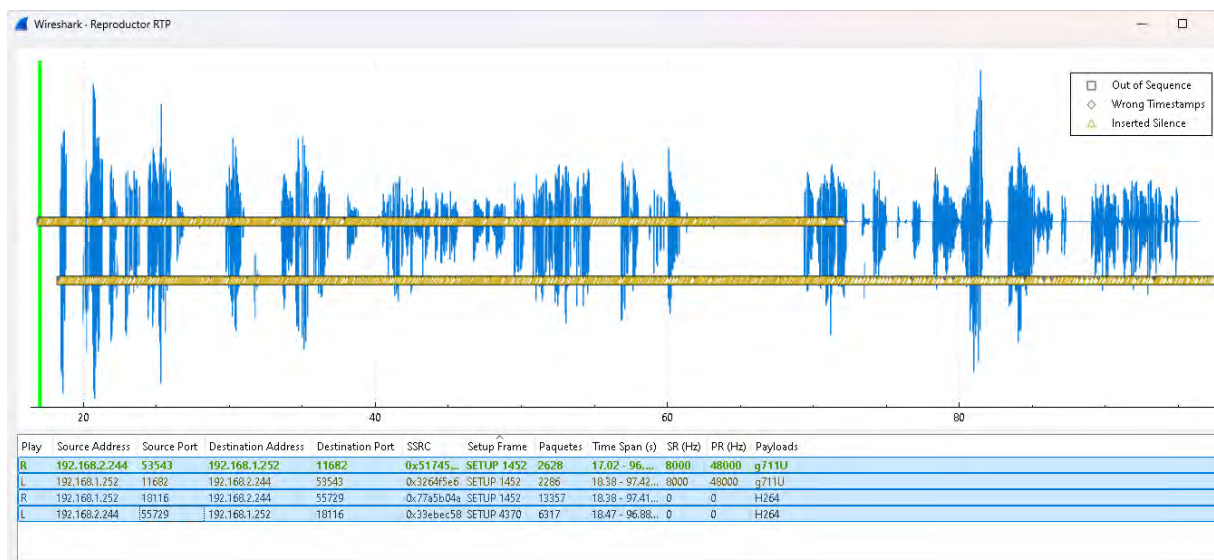 Wireshark · Reproductor RTP
Out of Sequence
Wrong Timestamps
Inserted Silence
20 40 60 80
Play Source Address Source Port Destination Address Destination Port SSRC Setup Frame Paquetes Time Span (s) SR (Hz) PR (Hz) Payloads
R 192.168.2.244 53543 192.168.1.252 11682 0x51745... SETUP 1452 2628 17.02 - 96.... 8000 48000 g711U
L 192.168.1.252 11682 192.168.2.244 53543 0x3264f5e6 SETUP 1452 2286 18.38 - 97.42... 8000 48000 g711U
R 192.168.1.252 18116 192.168.2.244 55729 0x77a5b04a SETUP 1452 13357 18.38 - 97.41... 0 0 H264
L 192.168.2.244 55729 192.168.1.252 18116 0x33ebec58 SETUP 4370 6317 18.47 - 96.88... 0 0 H264